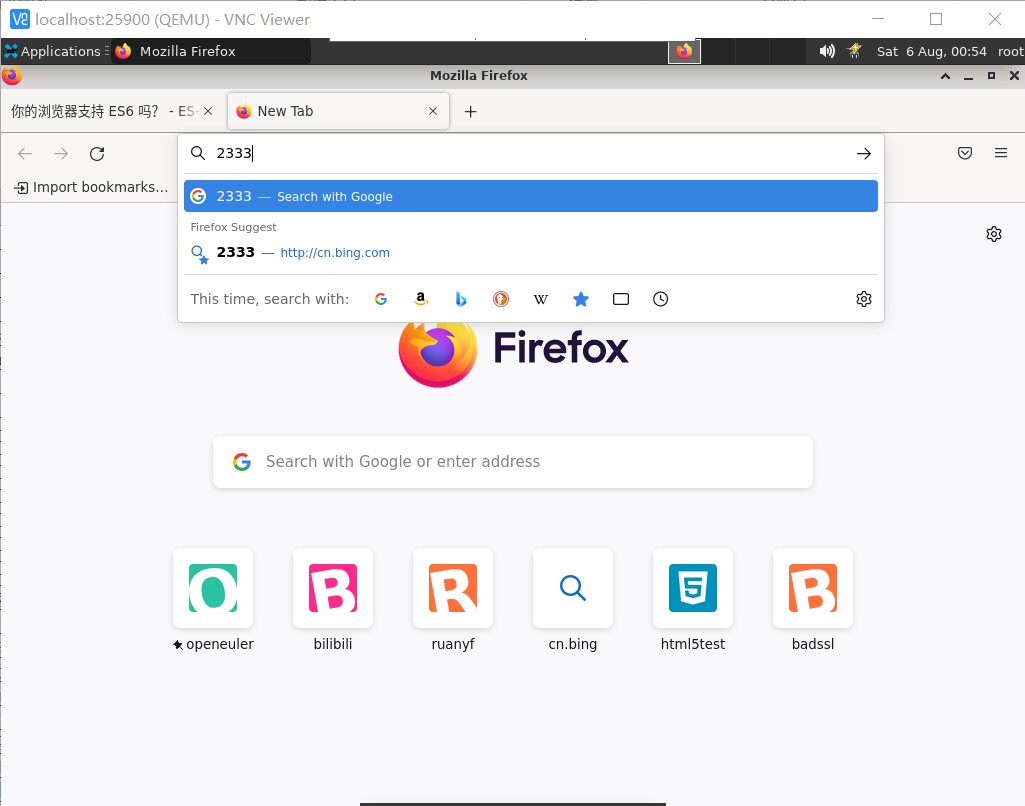 localhost:25900 (QEMU) - VNC Viewer
Applications Mozilla Firefox Sat 6 Aug, 00:54 root
Mozilla Firefox
你的浏览器支持 ES6 吗? - ES New Tab
2333
Import bookmarks…
2333 — Search with Google
Firefox Suggest
2333 — http://cn.bing.com
This time, search with:
Firefox
Search with Google or enter address
openeuler bilibili ruanyf cn.bing html5test badssl